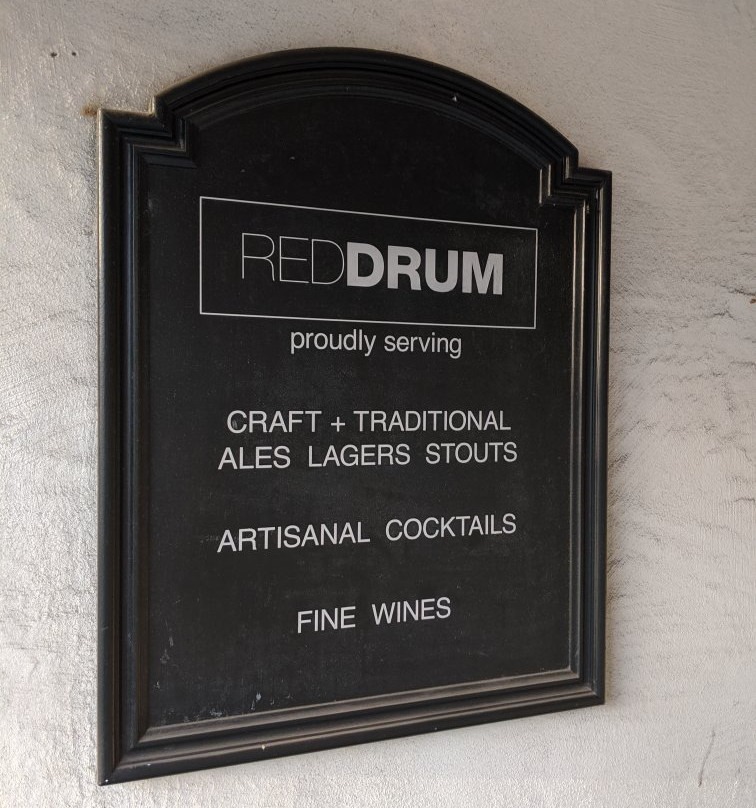 REDDRUM
proudly serving
CRAFT + TRADITIONAL
ALES LAGERS STOUTS
ARTISANAL COCKTAILS
FINE WINES